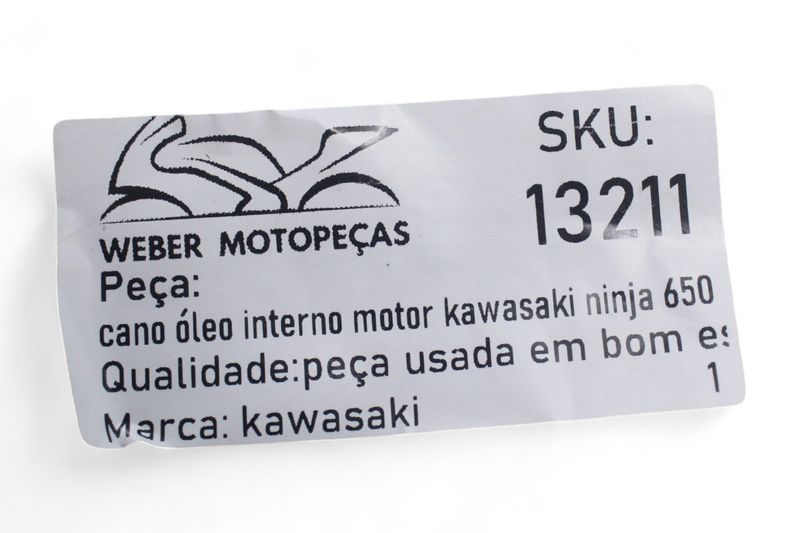 SKU:
13211
WEBER MOTOPEÇAS
Peça:
cano óleo interno motor kawasaki ninja 650
Qualidade:peça usada em bom es
1
Marca: kawasaki